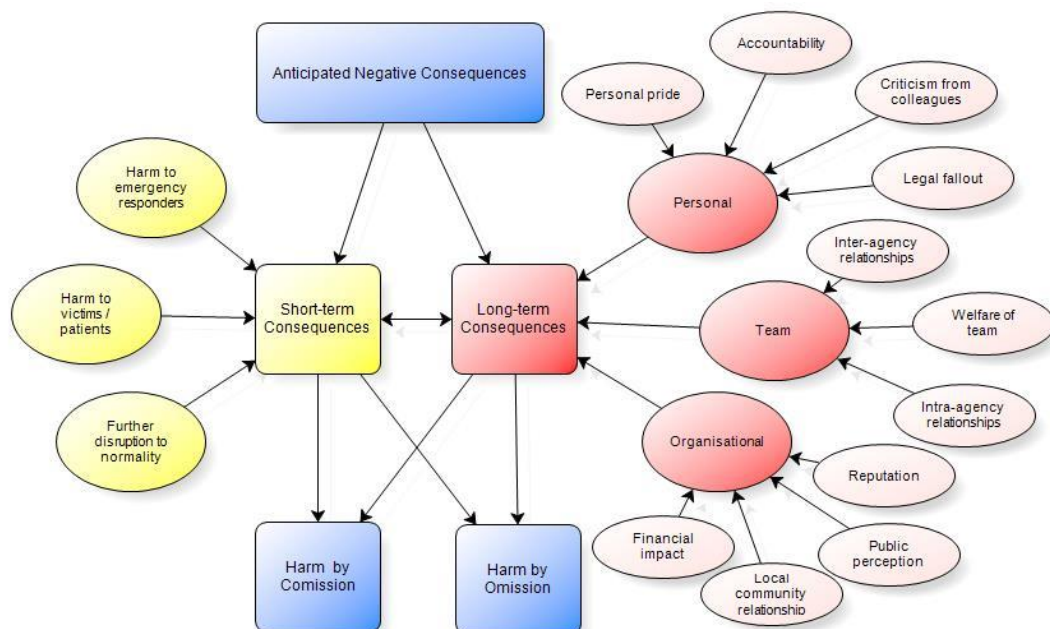 Anticipated Negative Consequences
Accountability
Personal pride
Criticism from
colleagues
Harm to
emergency
responders
Personal
Legal fallout
Inter-agency
relationships
Harm to
victims /
patients
Short-term
Consequences
Long-term
Consequences
Team
Welfare of
team
Further
disruption to
normality
Organisational
Intra-agency
relationships
Reputation
Financial
impact
Public
perception
Local
community
relationship
Harm by
Comission
Harm by
Omission